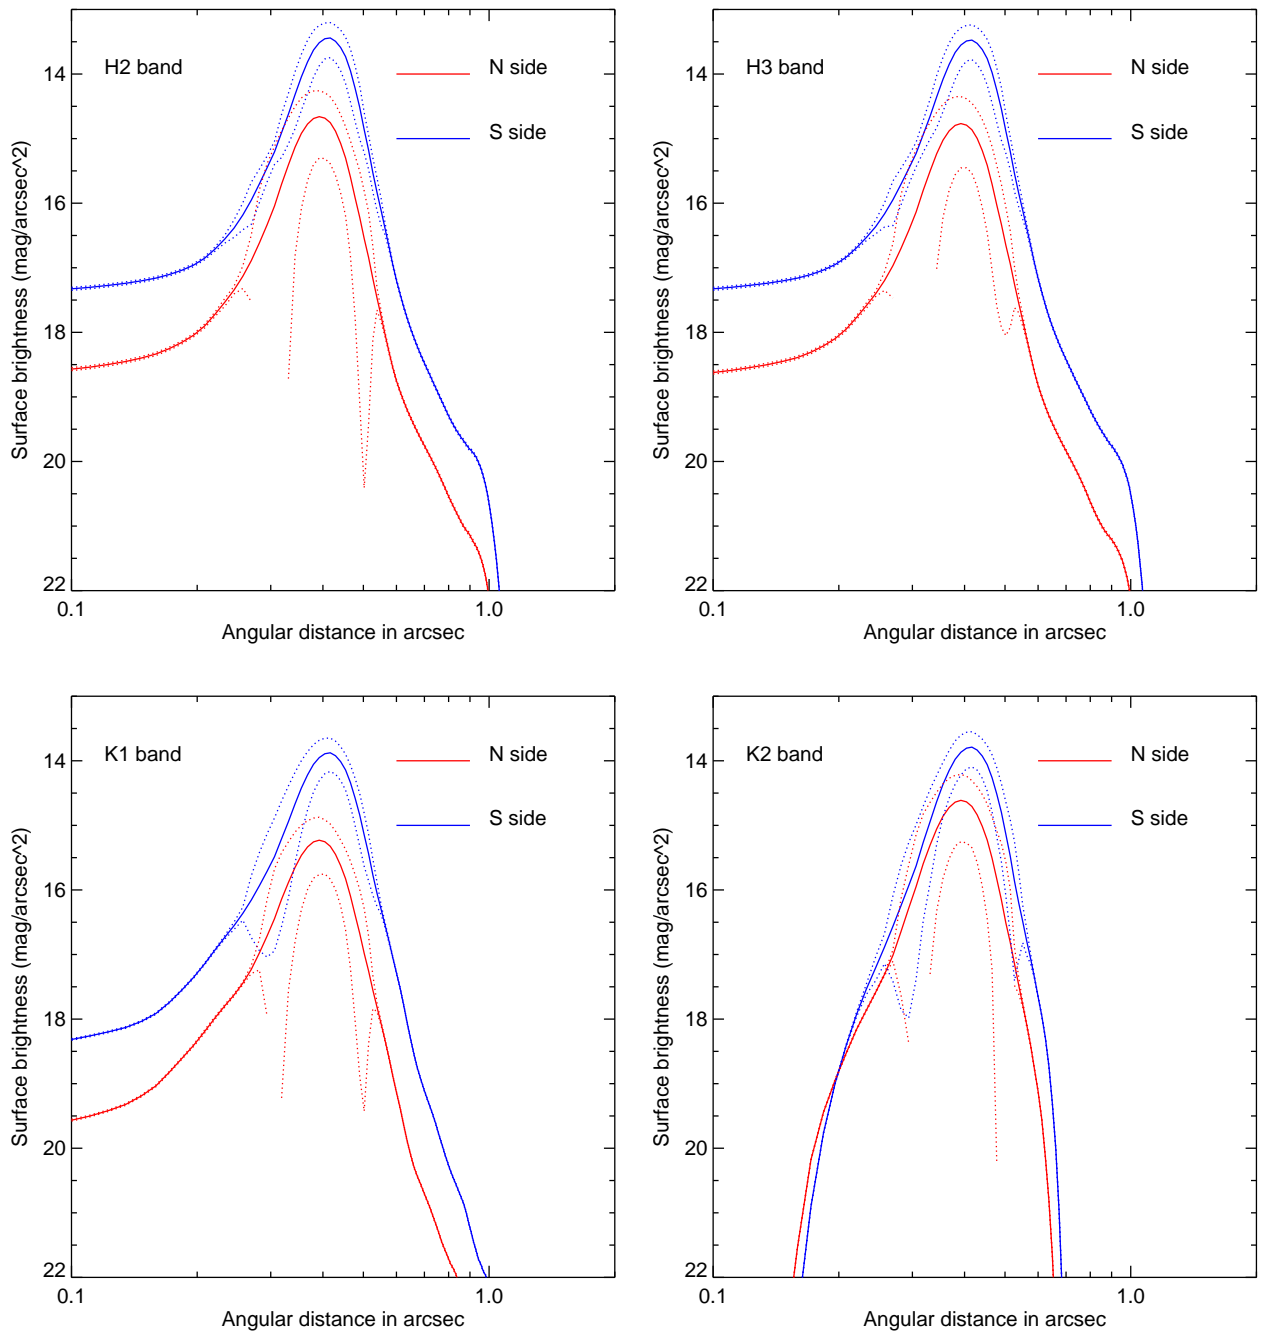 H2 band
N side
S side
14
16
18
20
22
0.1
1.0
Angular distance in arcsec
Surface brightness (mag/arcsec^2)
H3 band
N side
S side
14
16
18
20
22
0.1
1.0
Angular distance in arcsec
Surface brightness (mag/arcsec^2)
K1 band
N side
S side
14
16
18
20
22
0.1
1.0
Angular distance in arcsec
Surface brightness (mag/arcsec^2)
K2 band
N side
S side
14
16
18
20
22
0.1
1.0
Angular distance in arcsec
Surface brightness (mag/arcsec^2)